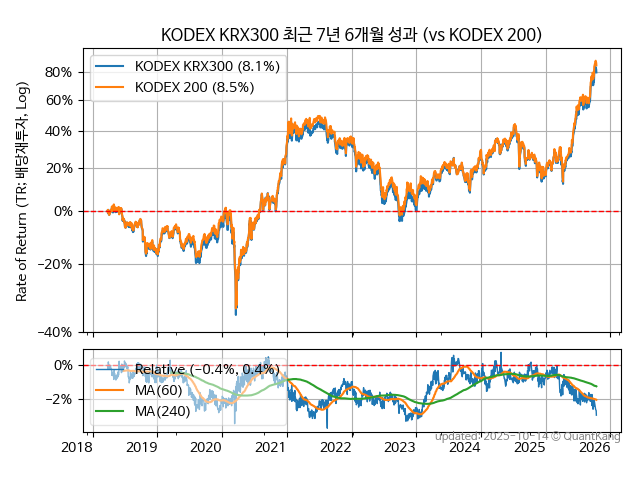 KODEX KRX300 최근 7년 6개월 성과 (vs KODEX 200)
Rate of Return (TR: 배당재투자, Log)
KODEX KRX300 (8.1%)
KODEX 200 (8.5%)
80%
60%
40%
20%
0%
−20%
−40%
Relative (−0.4%, 0.4%)
MA(60)
MA(240)
0%
−2%
2018 2019 2020 2021 2022 2023 2024 2025 2026
updated: 2025-10-14 © QuantKang